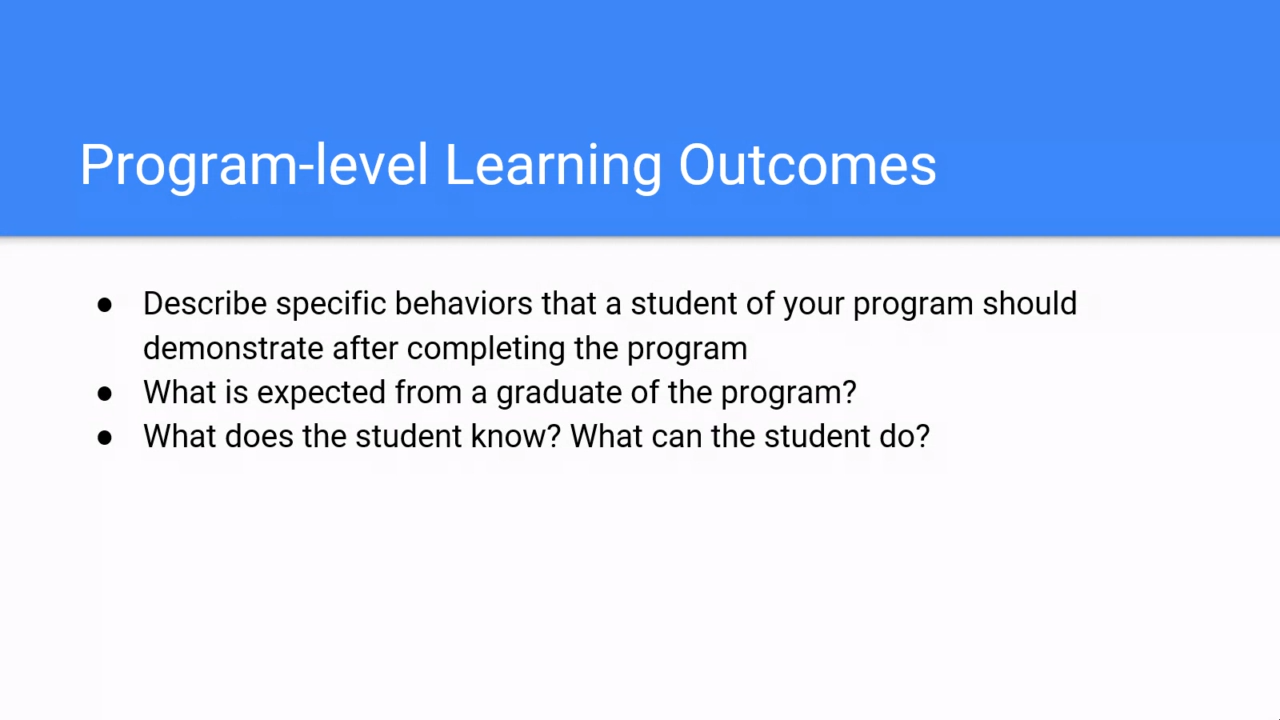 Program-level Learning Outcomes
● Describe specific behaviors that a student of your program should
demonstrate after completing the program
● What is expected from a graduate of the program?
● What does the student know? What can the student do?